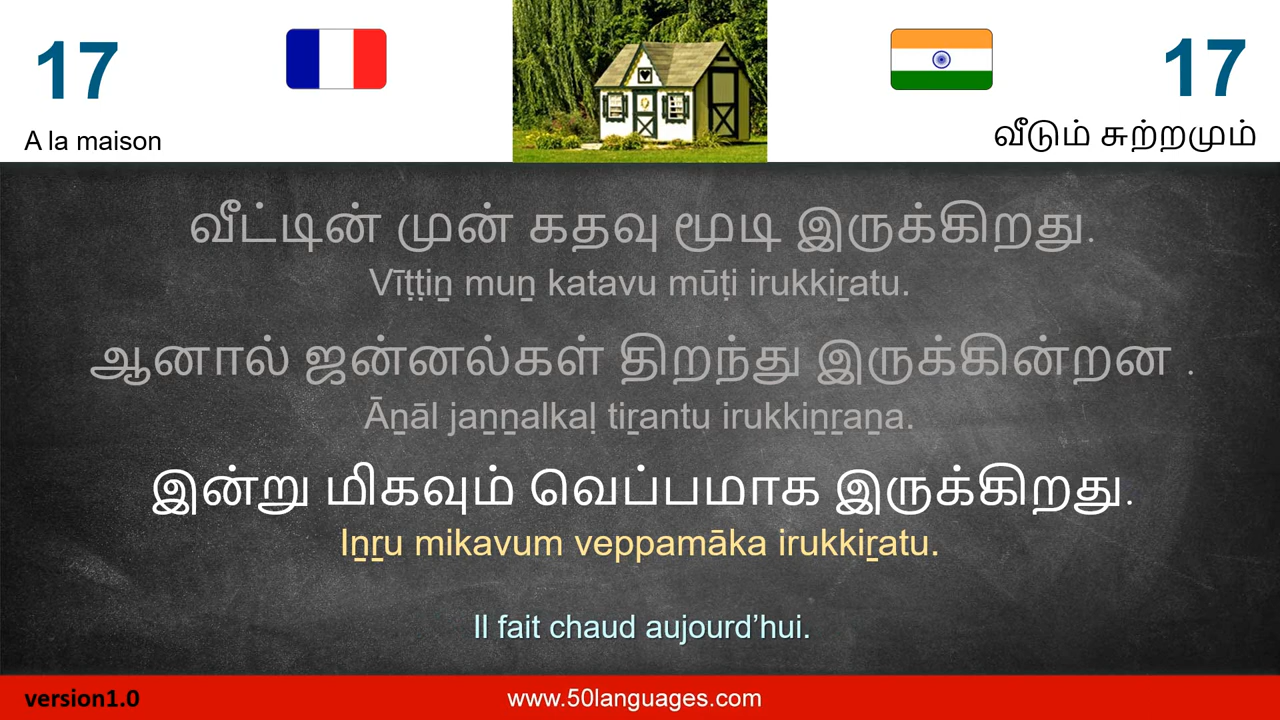 17
17
A la maison
வீடும் சுற்றமும்
வீட்டின் முன் கதவு மூடி இருக்கிறது.
Vīṭṭiṉ muṉ katavu mūṭi irukkiṟatu.
ஆனால் ஜன்னல்கள் திறந்து இருக்கின்றன .
Āṉāl jaṉṉalkaḷ tiṟantu irukkiṉṟaṉa.
இன்று மிகவும் வெப்பமாக இருக்கிறது.
Iṉṟu mikavum veppamāka irukkiṟatu.
Il fait chaud aujourd’hui.
version1.0
www.50languages.com